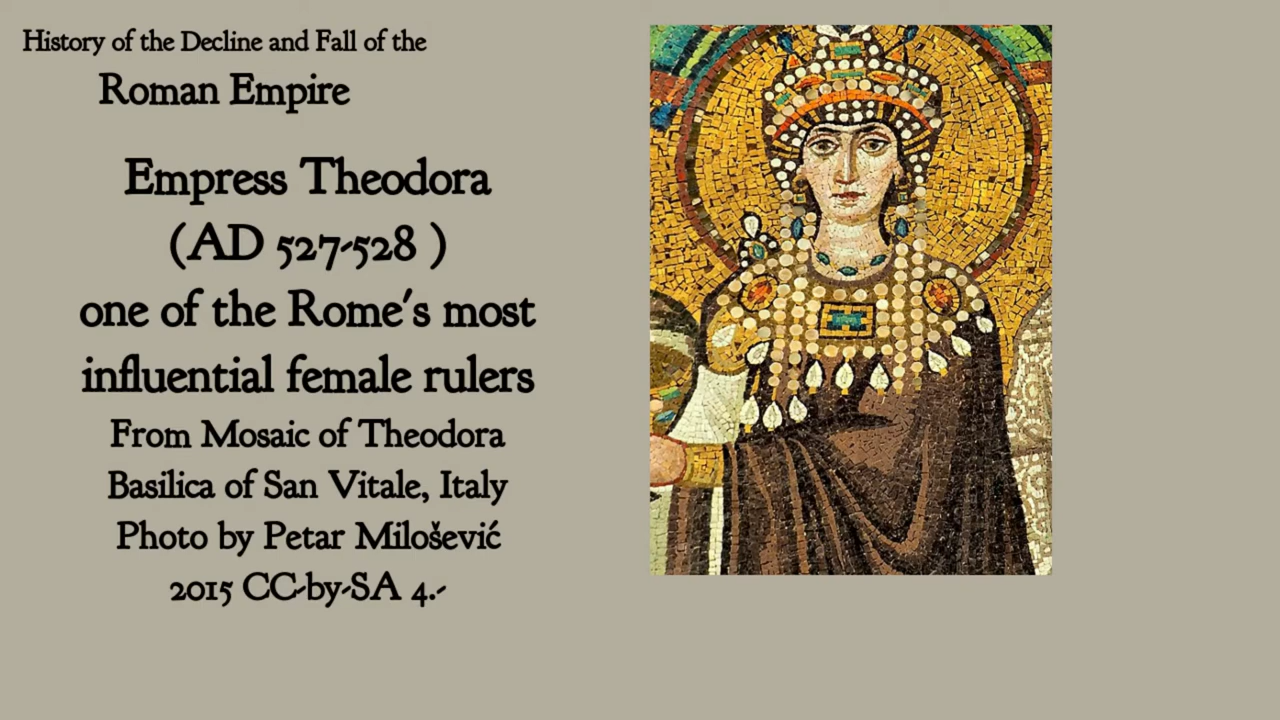 History of the Decline and Fall of the
Roman Empire
Empress Theodora
(AD 527-528 )
one of the Rome's most
influential female rulers
From Mosaic of Theodora
Basilica of San Vitale, Italy
Photo by Petar Milošević
2015 CC-by-SA 4.-